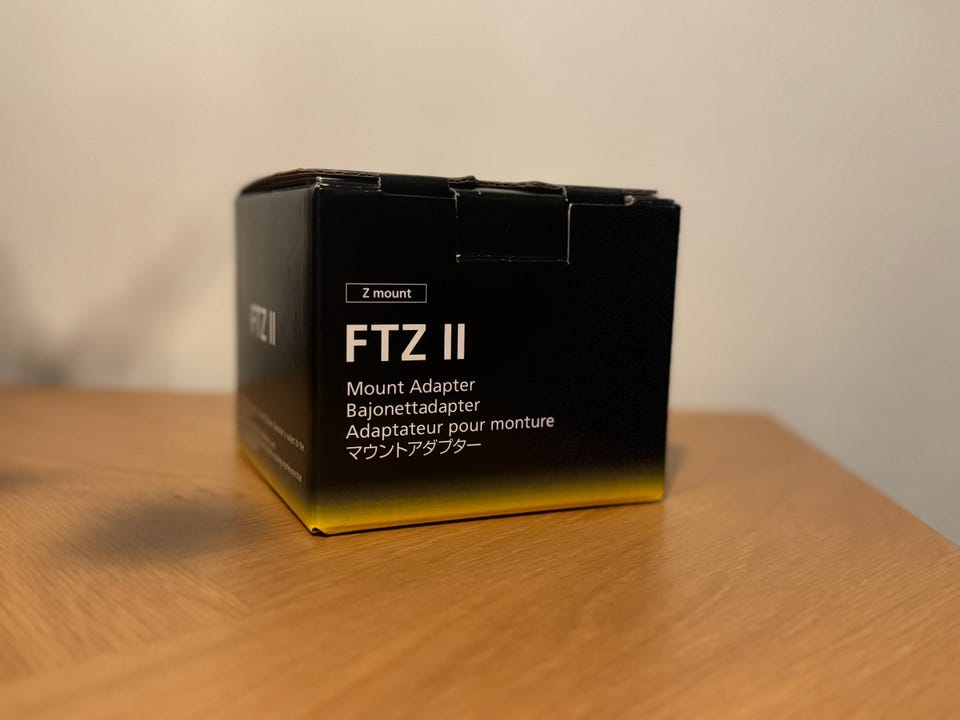 Z mount
FTZ II
Mount Adapter
Bajonettadapter
Adaptateur pour monture
マウントアダプター
FTZ II